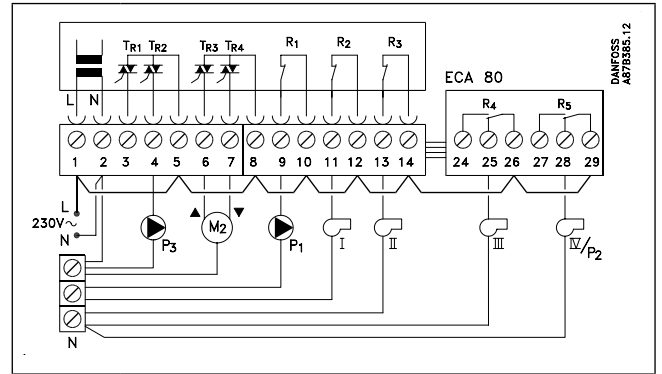 TR1 TR2 TR3 TR4 R1 R2 R3
DANFOSS
A87B385.12
L N
ECA 80
R4 R5
1 2 3 4 5 6 7 8 9 10 11 12 13 14
24 25 26 27 28 29
L
230V~
N
P3
M2
P1
I
II
III
IV/P2
N